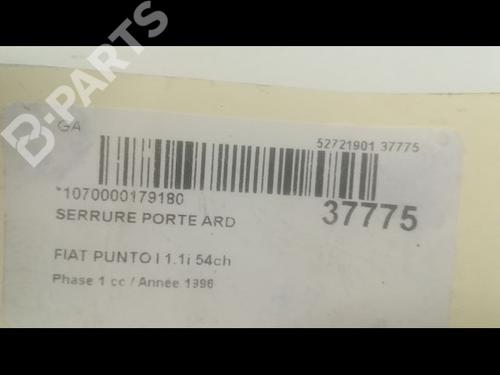 B-PARTS
GA
52721901 37775
*1070000179180
SERRURE PORTE ARD
37775
FIAT PUNTO I 1.1i 54ch
Phase 1 cc / Année 1996